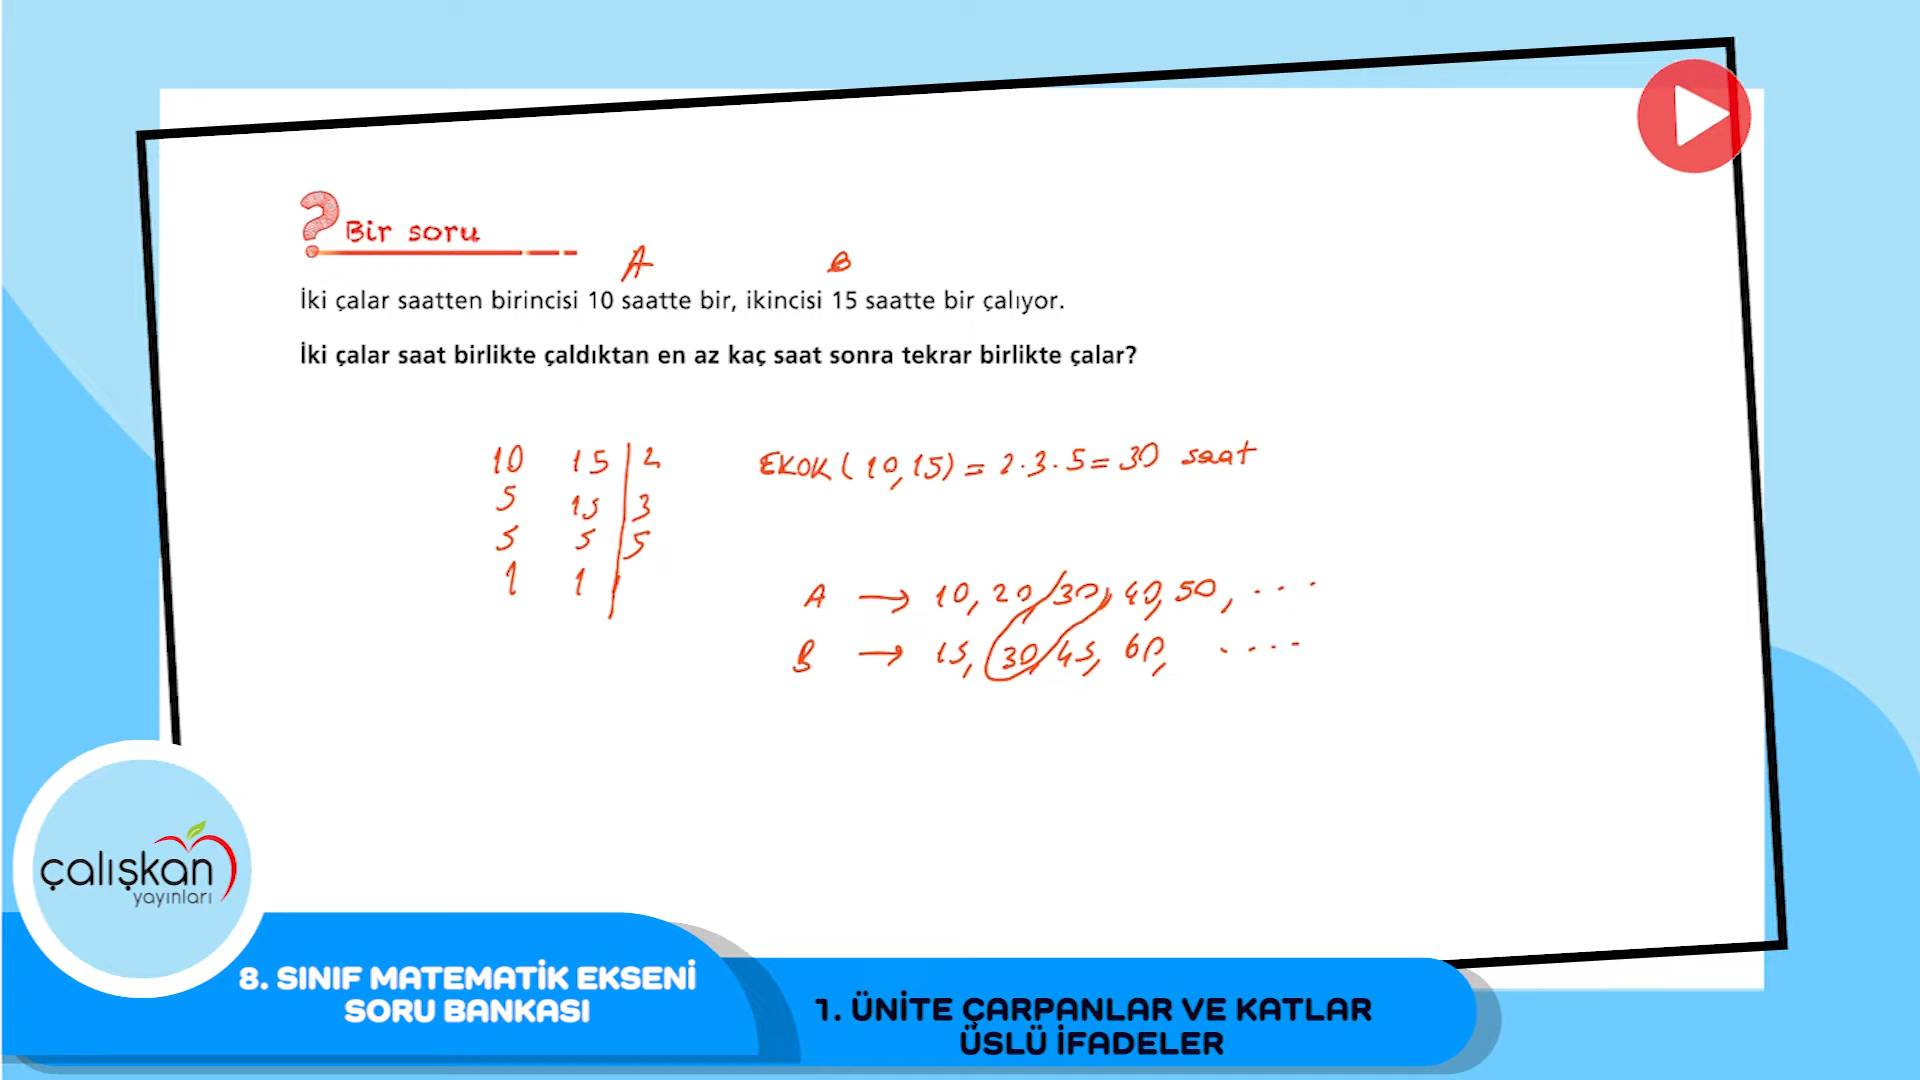 ? Bir soru
A B
İki çalar saatten birincisi 10 saatte bir, ikincisi 15 saatte bir çalıyor.
İki çalar saat birlikte çaldıktan en az kaç saat sonra tekrar birlikte çalar?
10 15 | 2
5 15 | 3
5 5 | 5
1 1 |
EKOK(10,15) = 2·3·5 = 30 saat
A → 10, 20, 30, 40, 50, ....
B → 15, 30, 45, 60, ....
çalışkan
yayınları
8. SINIF MATEMATİK EKSENİ
SORU BANKASI
1. ÜNİTE ÇARPANLAR VE KATLAR
ÜSLÜ İFADELER